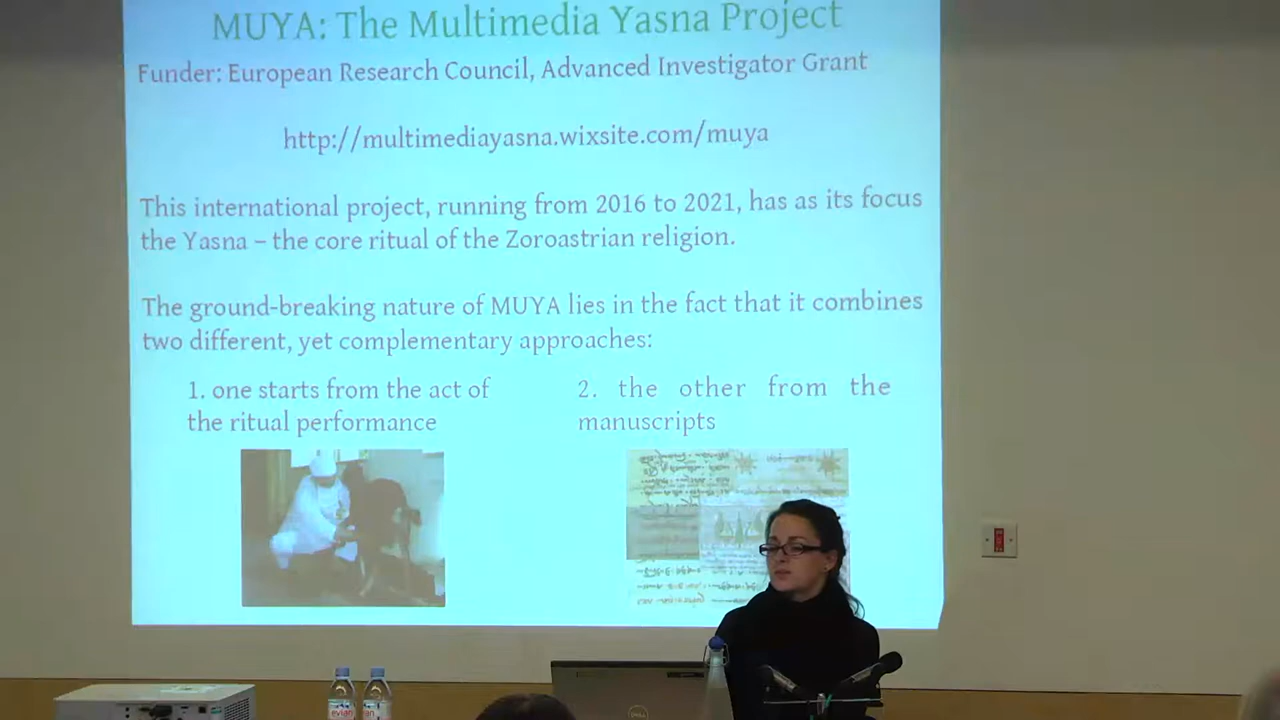 MUYA: The Multimedia Yasna Project
Funder: European Research Council, Advanced Investigator Grant
http://multimediayasna.wixsite.com/muya
This international project, running from 2016 to 2021, has as its focus
the Yasna – the core ritual of the Zoroastrian religion.
The ground-breaking nature of MUYA lies in the fact that it combines
two different, yet complementary approaches:
1. one starts from the act of
the ritual performance
2. the other from the
manuscripts
evian
DELL